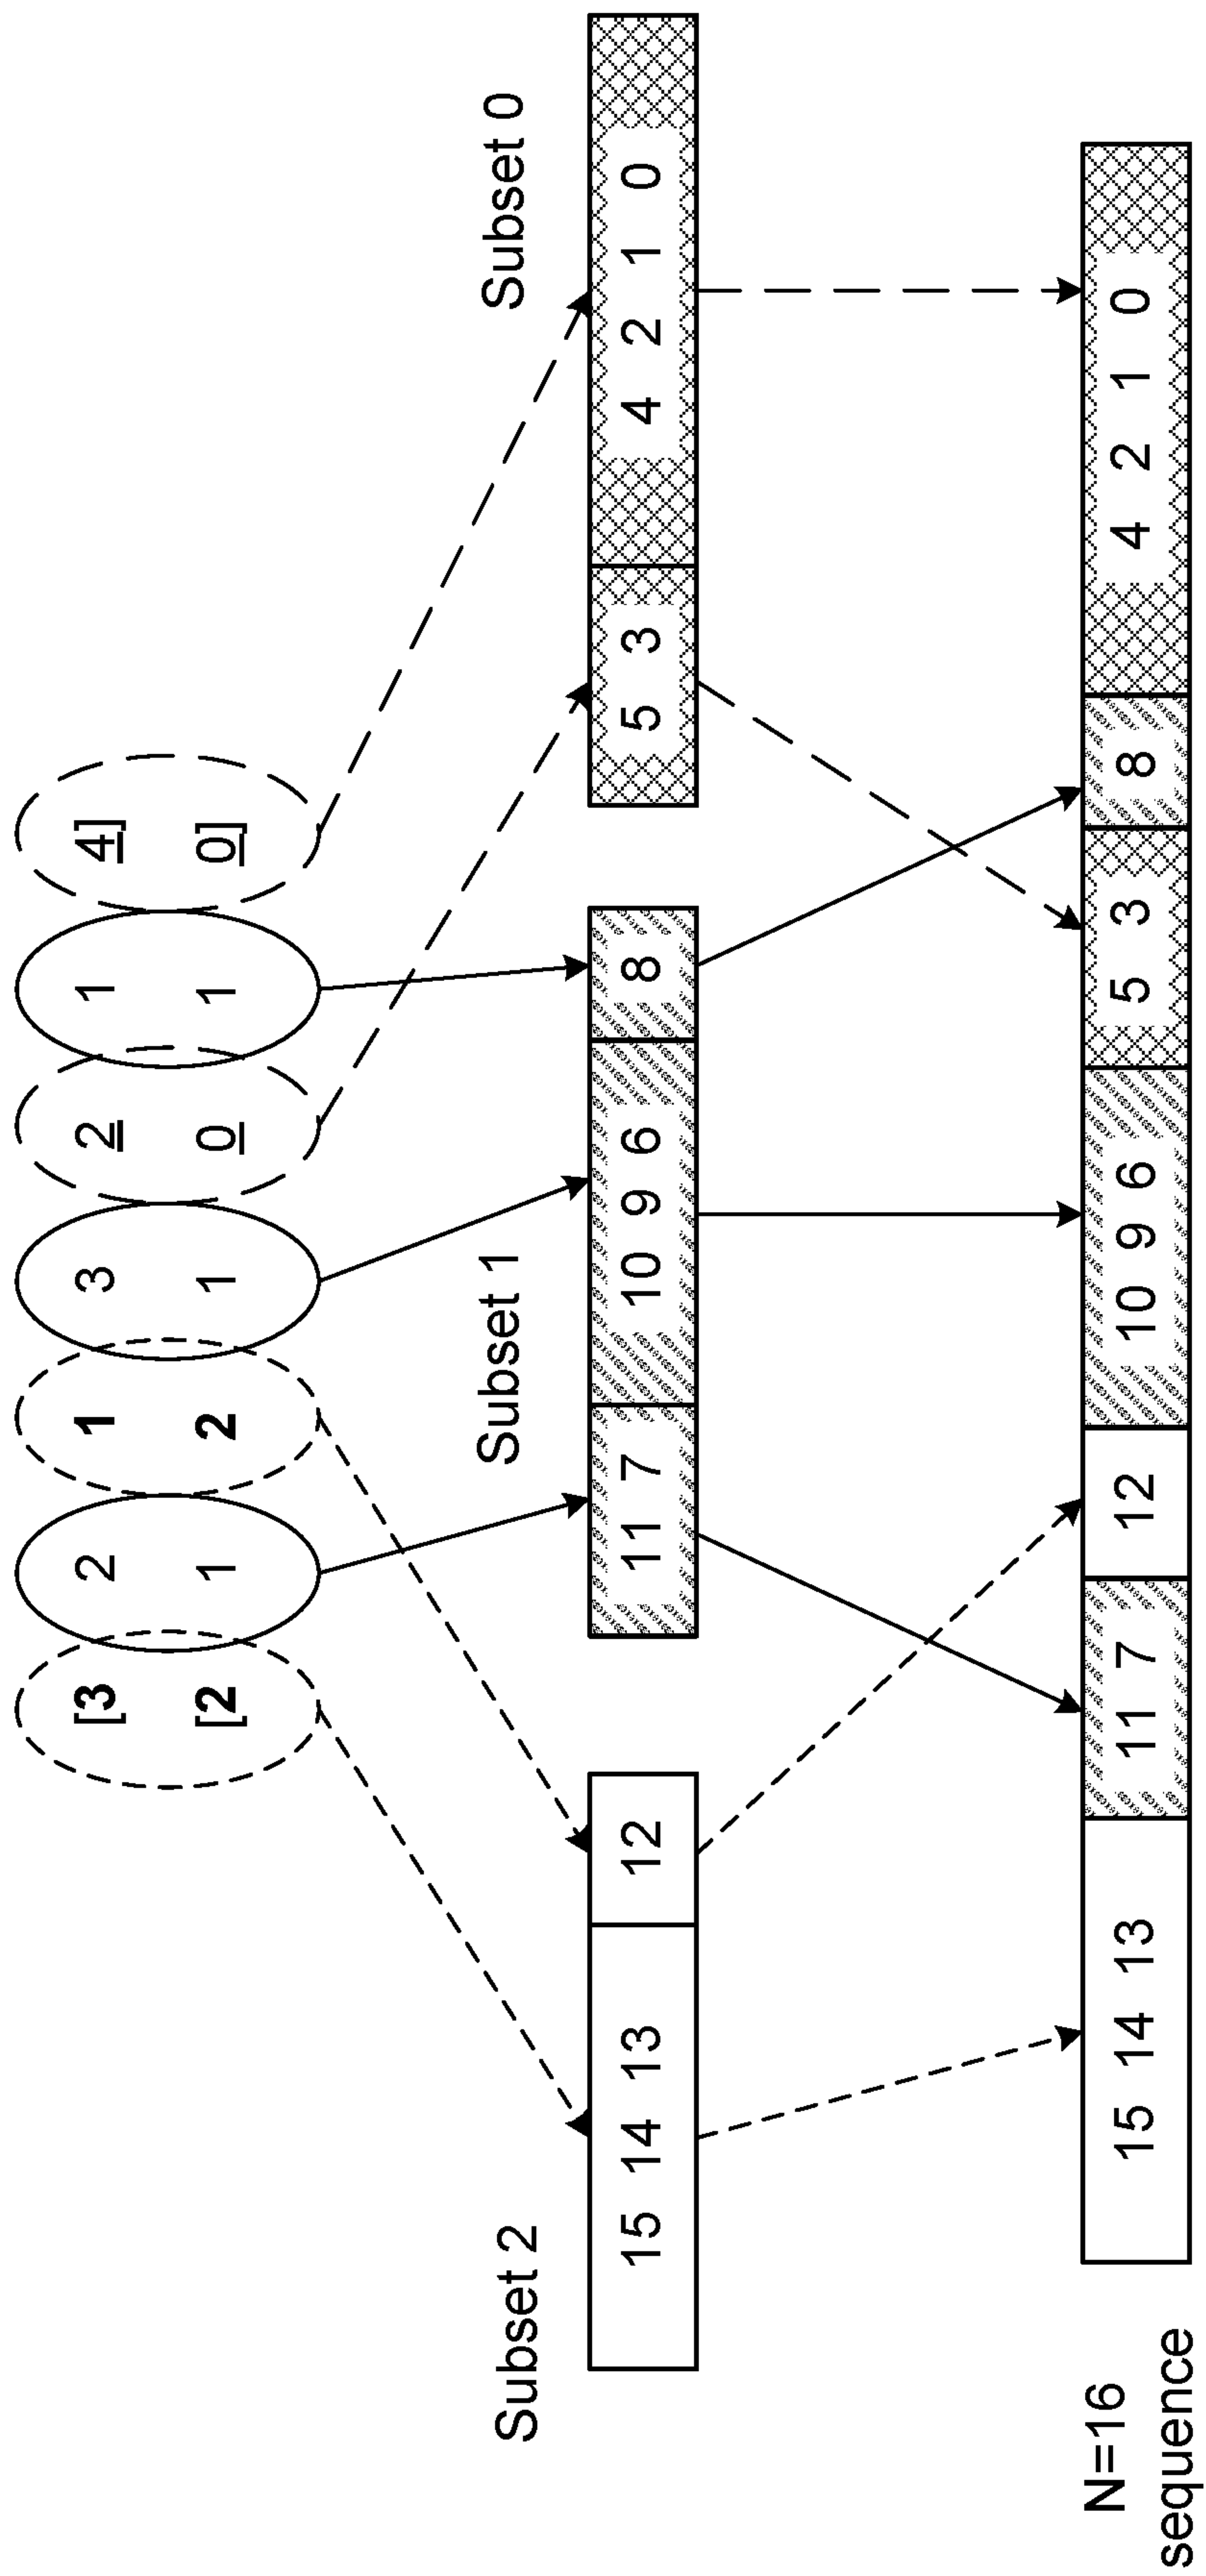 [3 2 1 3 2 1 4]
[2 1 2 1 0 1 0]
Subset 2
Subset 1
Subset 0
15 14 13 12
11 7 10 9 6 8
5 3 4 2 1 0
N=16
sequence
15 14 13 11 7 12 10 9 6 5 3 8 4 2 1 0